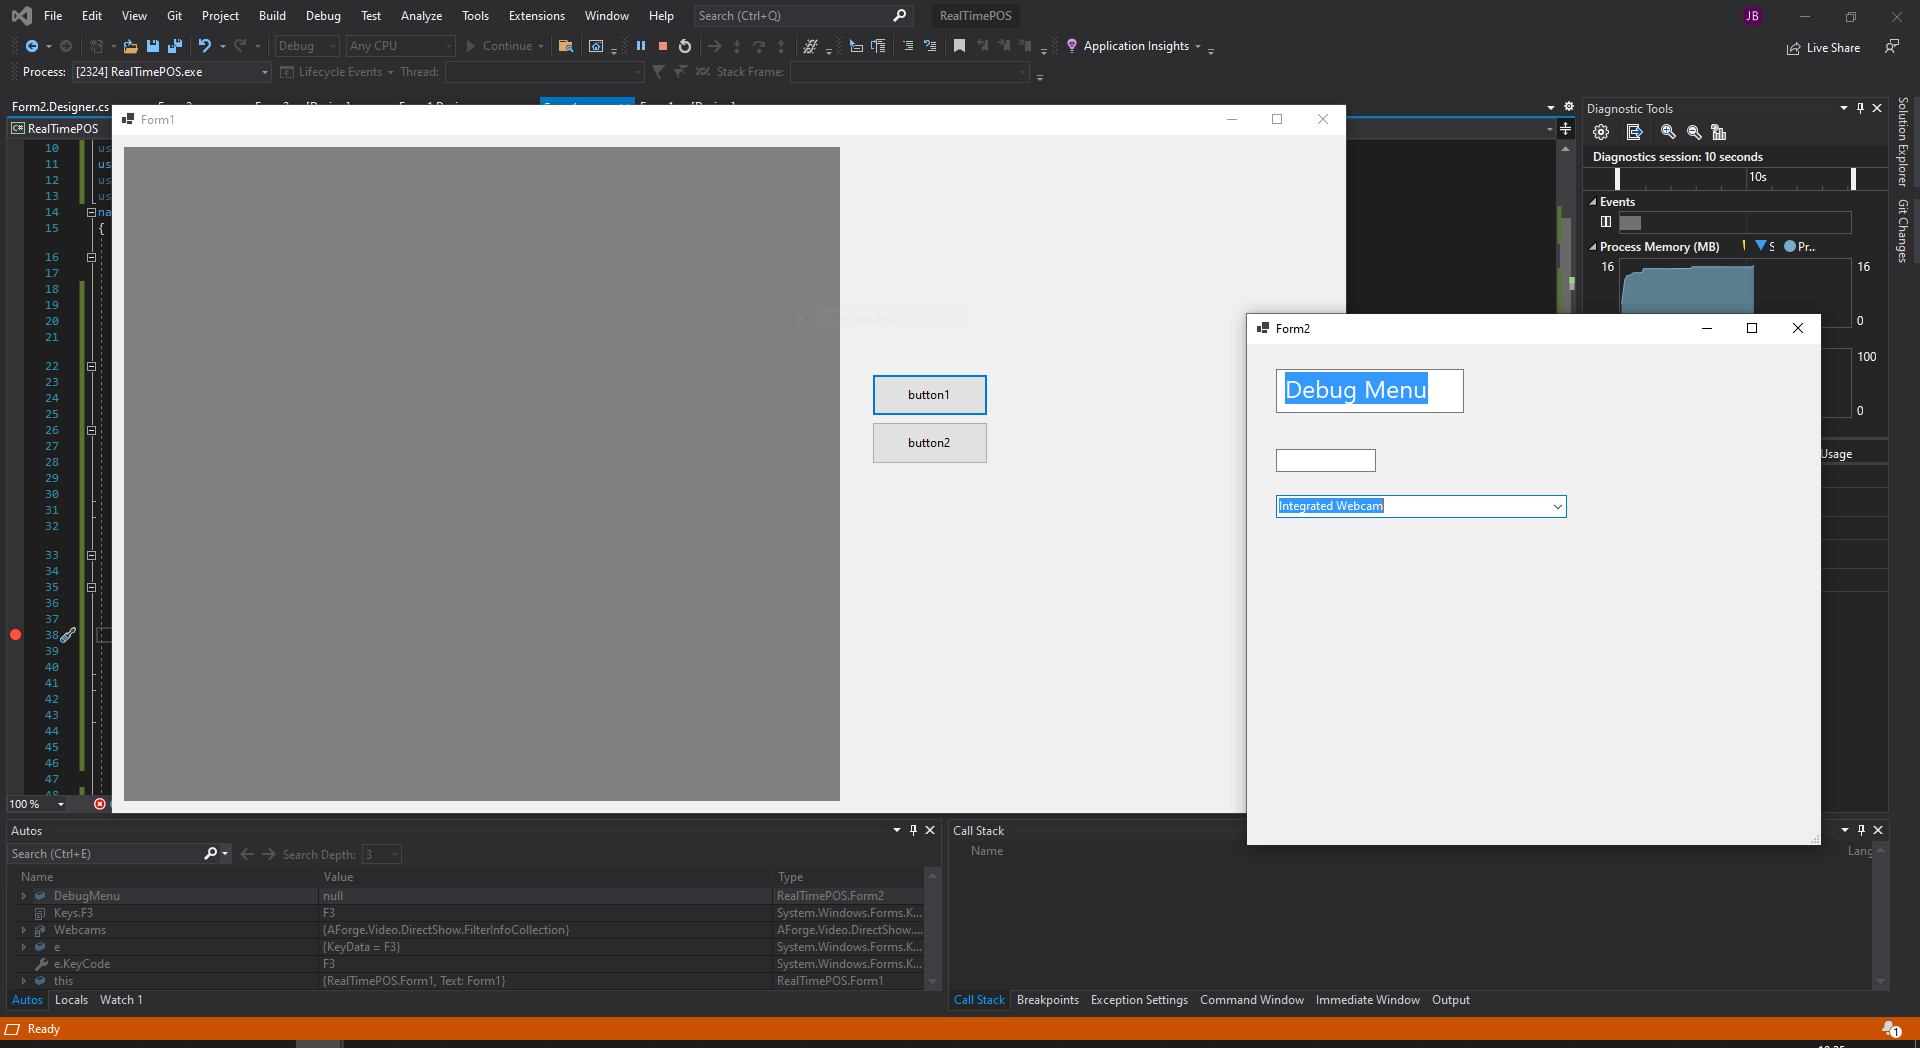 File Edit View Git Project Build Debug Test Analyze Tools Extensions Window Help Search (Ctrl+Q) RealTimePOS JB
Debug Any CPU Continue Application Insights Live Share
Process: [2324] RealTimePOS.exe Lifecycle Events Thread: Stack Frame:
Form2.Designer.cs
RealTimePOS
Form1
10 us
11 us
12 us
13 us
14 na
15 {
16
17
18
19
20
21
22
23
24
25
26
27
28
29
30
31
32
33
34
35
36
37
38
39
40
41
42
43
44
45
46
47
48
100 %
button1
button2
Diagnostic Tools
Diagnostics session: 10 seconds
10s
Events
Process Memory (MB) S Pr...
16 16
0
100
0
Usage
Solution Explorer
Git Changes
Form2
Debug Menu
Integrated Webcam
Autos
Search (Ctrl+E) Search Depth: 3
Name Value Type
DebugMenu null RealTimePOS.Form2
Keys.F3 F3 System.Windows.Forms.K...
Webcams {AForge.Video.DirectShow.FilterInfoCollection} AForge.Video.DirectShow....
e {KeyData = F3} System.Windows.Forms.K...
e.KeyCode F3 System.Windows.Forms.K...
this {RealTimePOS.Form1, Text: Form1} RealTimePOS.Form1
Autos Locals Watch 1
Call Stack
Name Lang
Call Stack Breakpoints Exception Settings Command Window Immediate Window Output
Ready 1